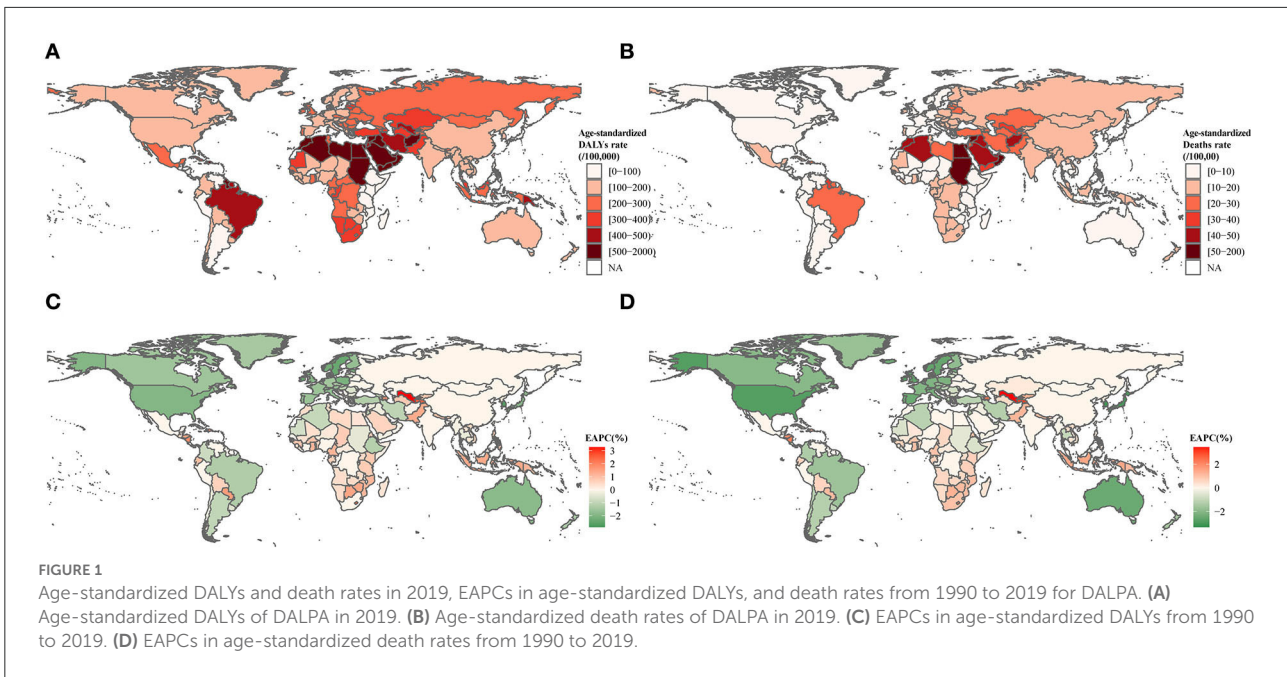 A
B
Age-standardized
DALYs rate
(/100,000)
[0−100)
[100−200)
[200−300)
[300−400)
[400−500)
[500−2000)
NA
Age-standardized
Deaths rate
(/100,00)
[0−10)
[10−20)
[20−30)
[30−40)
[40−50)
[50−200)
NA
C
D
EAPC(%)
3
2
1
0
−1
−2
EAPC(%)
2
0
−2
FIGURE 1
Age-standardized DALYs and death rates in 2019, EAPCs in age-standardized DALYs, and death rates from 1990 to 2019 for DALPA. (A)
Age-standardized DALYs of DALPA in 2019. (B) Age-standardized death rates of DALPA in 2019. (C) EAPCs in age-standardized DALYs from 1990
to 2019. (D) EAPCs in age-standardized death rates from 1990 to 2019.